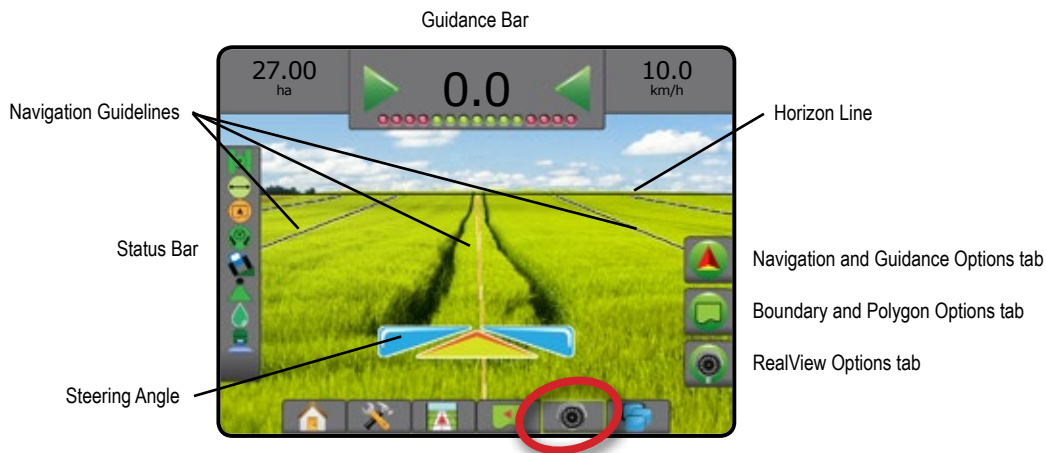 Guidance Bar
27.00
ha
0.0
10.0
km/h
Navigation Guidelines
Horizon Line
Status Bar
Navigation and Guidance Options tab
Boundary and Polygon Options tab
RealView Options tab
Steering Angle